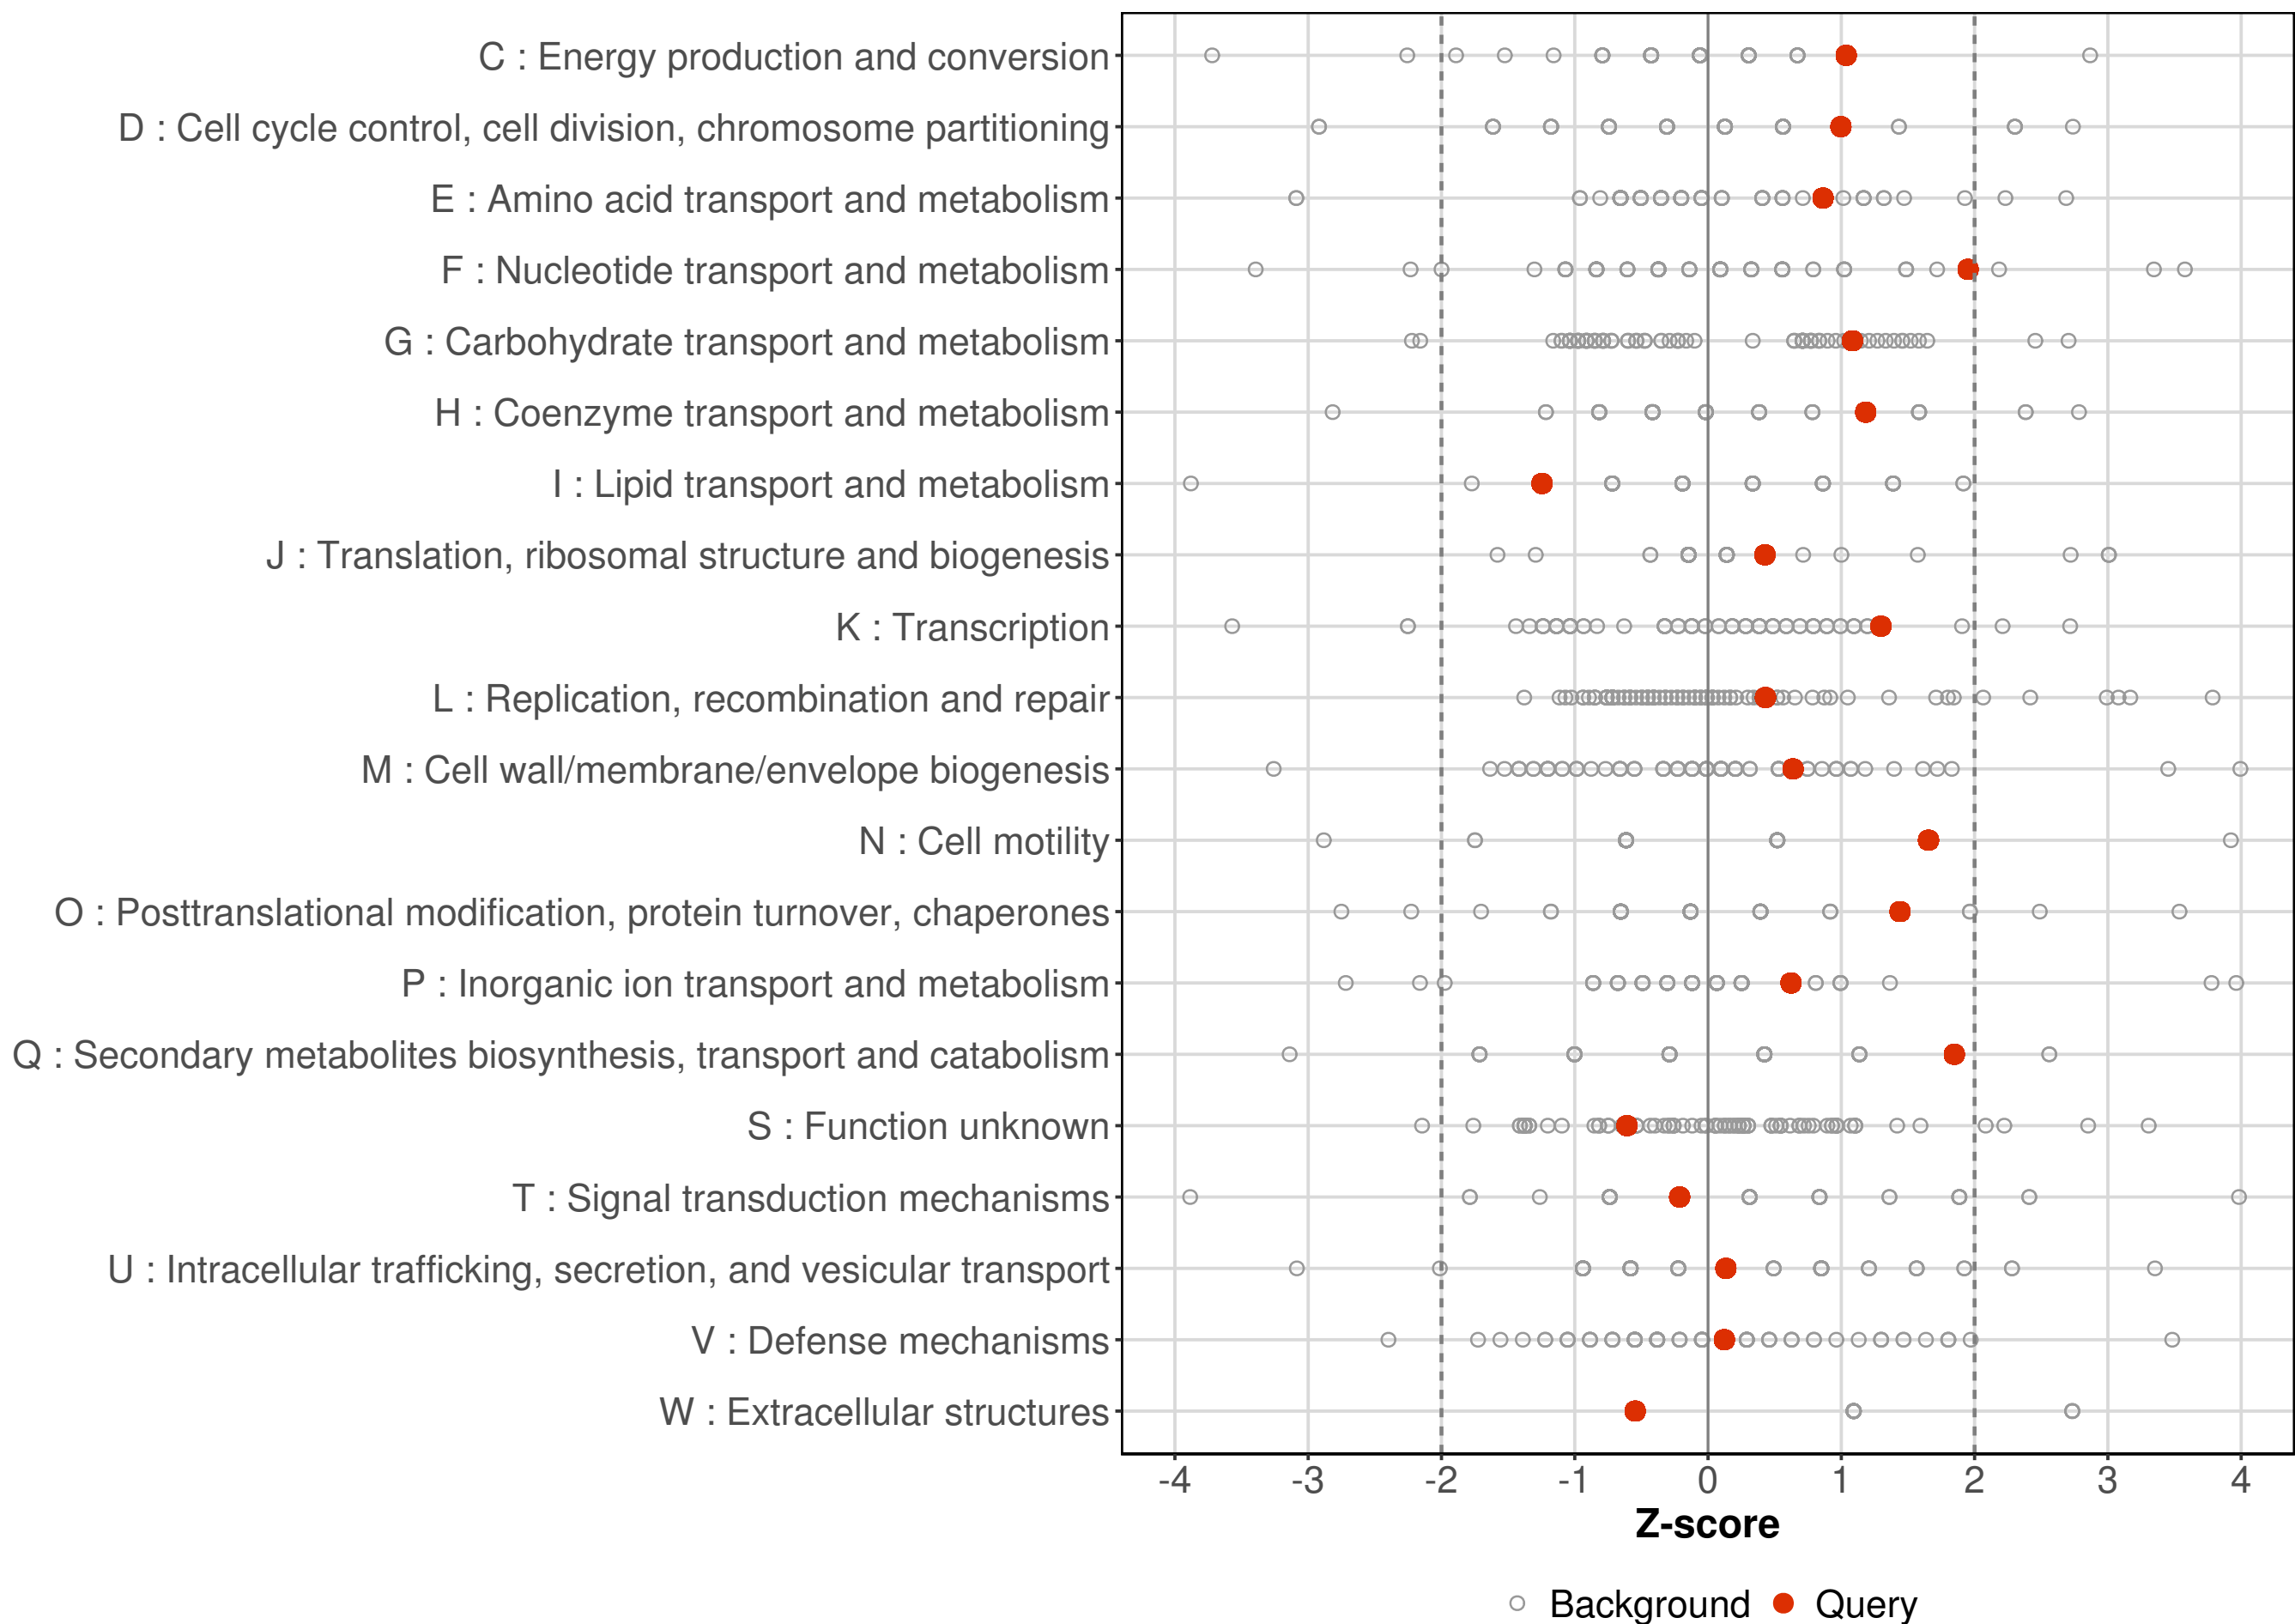 C : Energy production and conversion
D : Cell cycle control, cell division, chromosome partitioning
E : Amino acid transport and metabolism
F : Nucleotide transport and metabolism
G : Carbohydrate transport and metabolism
H : Coenzyme transport and metabolism
I : Lipid transport and metabolism
J : Translation, ribosomal structure and biogenesis
K : Transcription
L : Replication, recombination and repair
M : Cell wall/membrane/envelope biogenesis
N : Cell motility
O : Posttranslational modification, protein turnover, chaperones
P : Inorganic ion transport and metabolism
Q : Secondary metabolites biosynthesis, transport and catabolism
S : Function unknown
T : Signal transduction mechanisms
U : Intracellular trafficking, secretion, and vesicular transport
V : Defense mechanisms
W : Extracellular structures
-4 -3 -2 -1 0 1 2 3 4
Z-score
Background Query